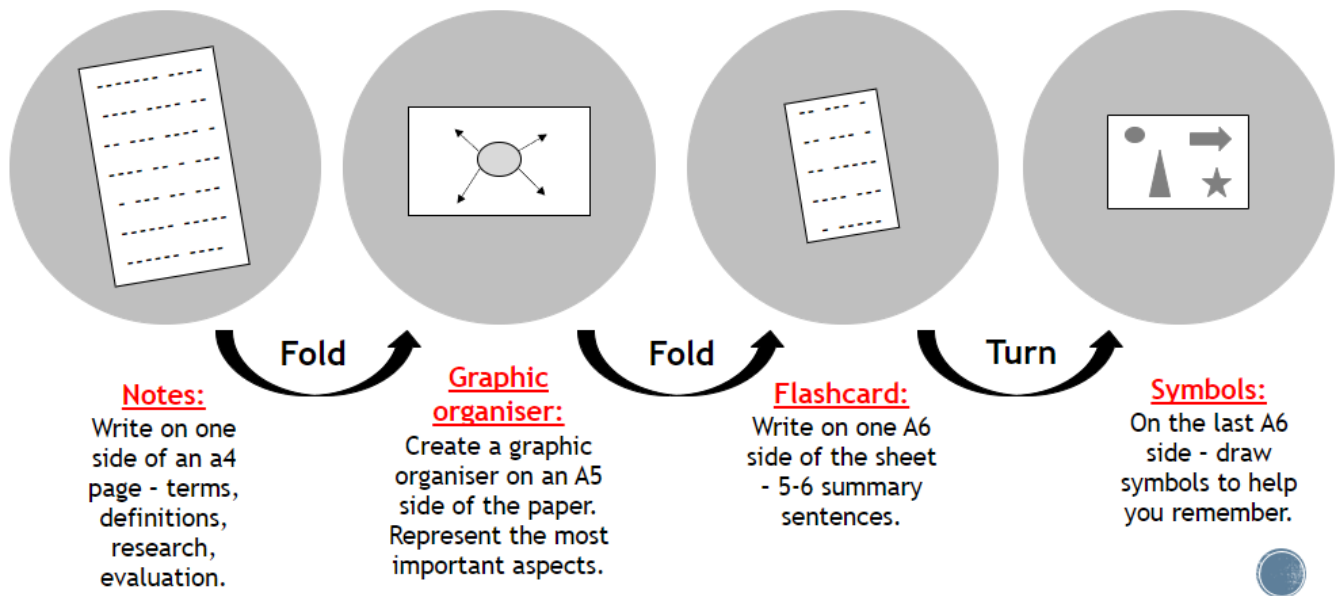 Fold
Fold
Turn
Notes:
Write on one
side of an a4
page - terms,
definitions,
research,
evaluation.
Graphic
organiser:
Create a graphic
organiser on an A5
side of the paper.
Represent the most
important aspects.
Flashcard:
Write on one A6
side of the sheet
- 5-6 summary
sentences.
Symbols:
On the last A6
side - draw
symbols to help
you remember.